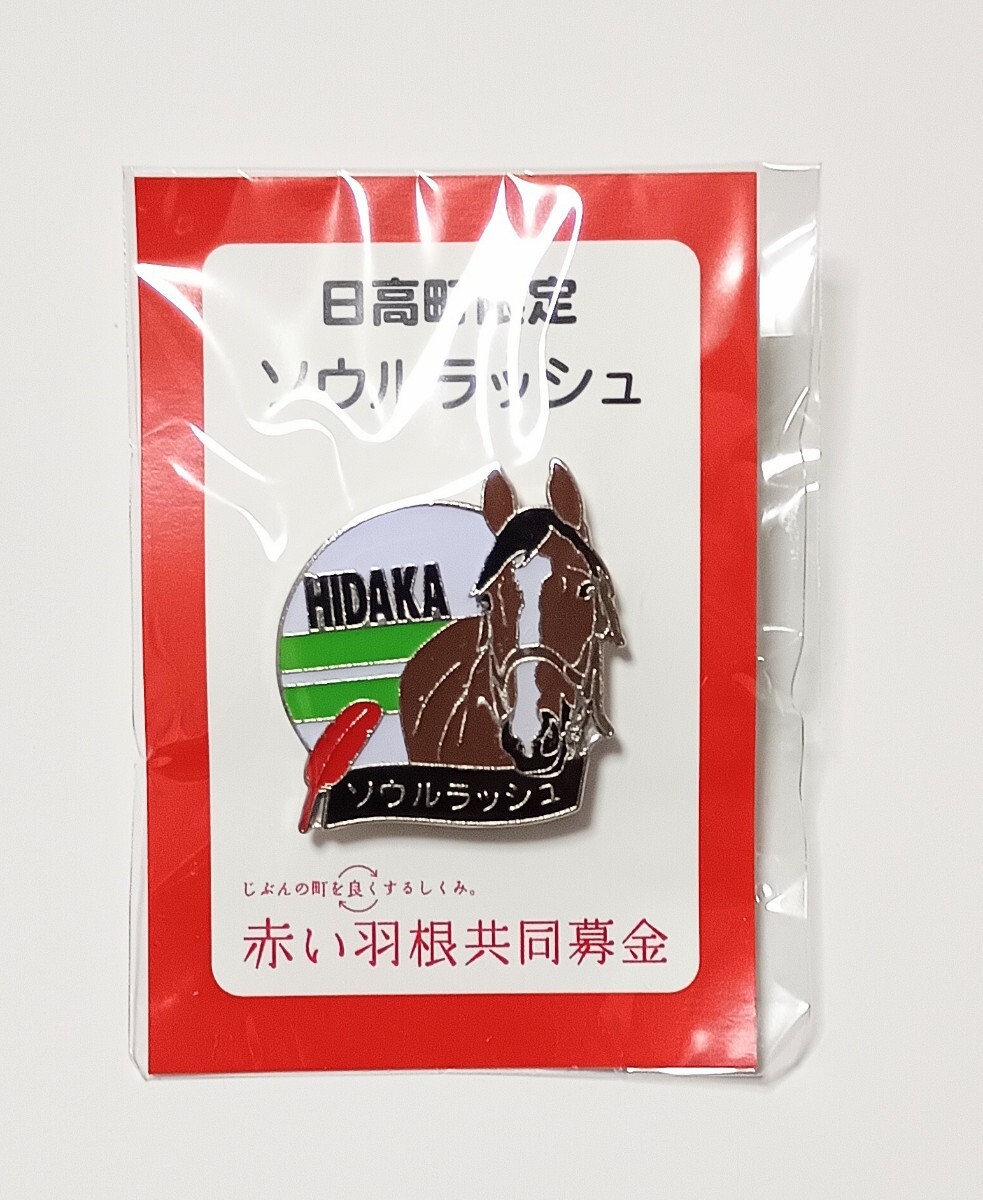 日高町限定
ソウルラッシュ
HIDAKA
ソウルラッシュ
じぶんの町を良くするしくみ。
赤い羽根共同募金